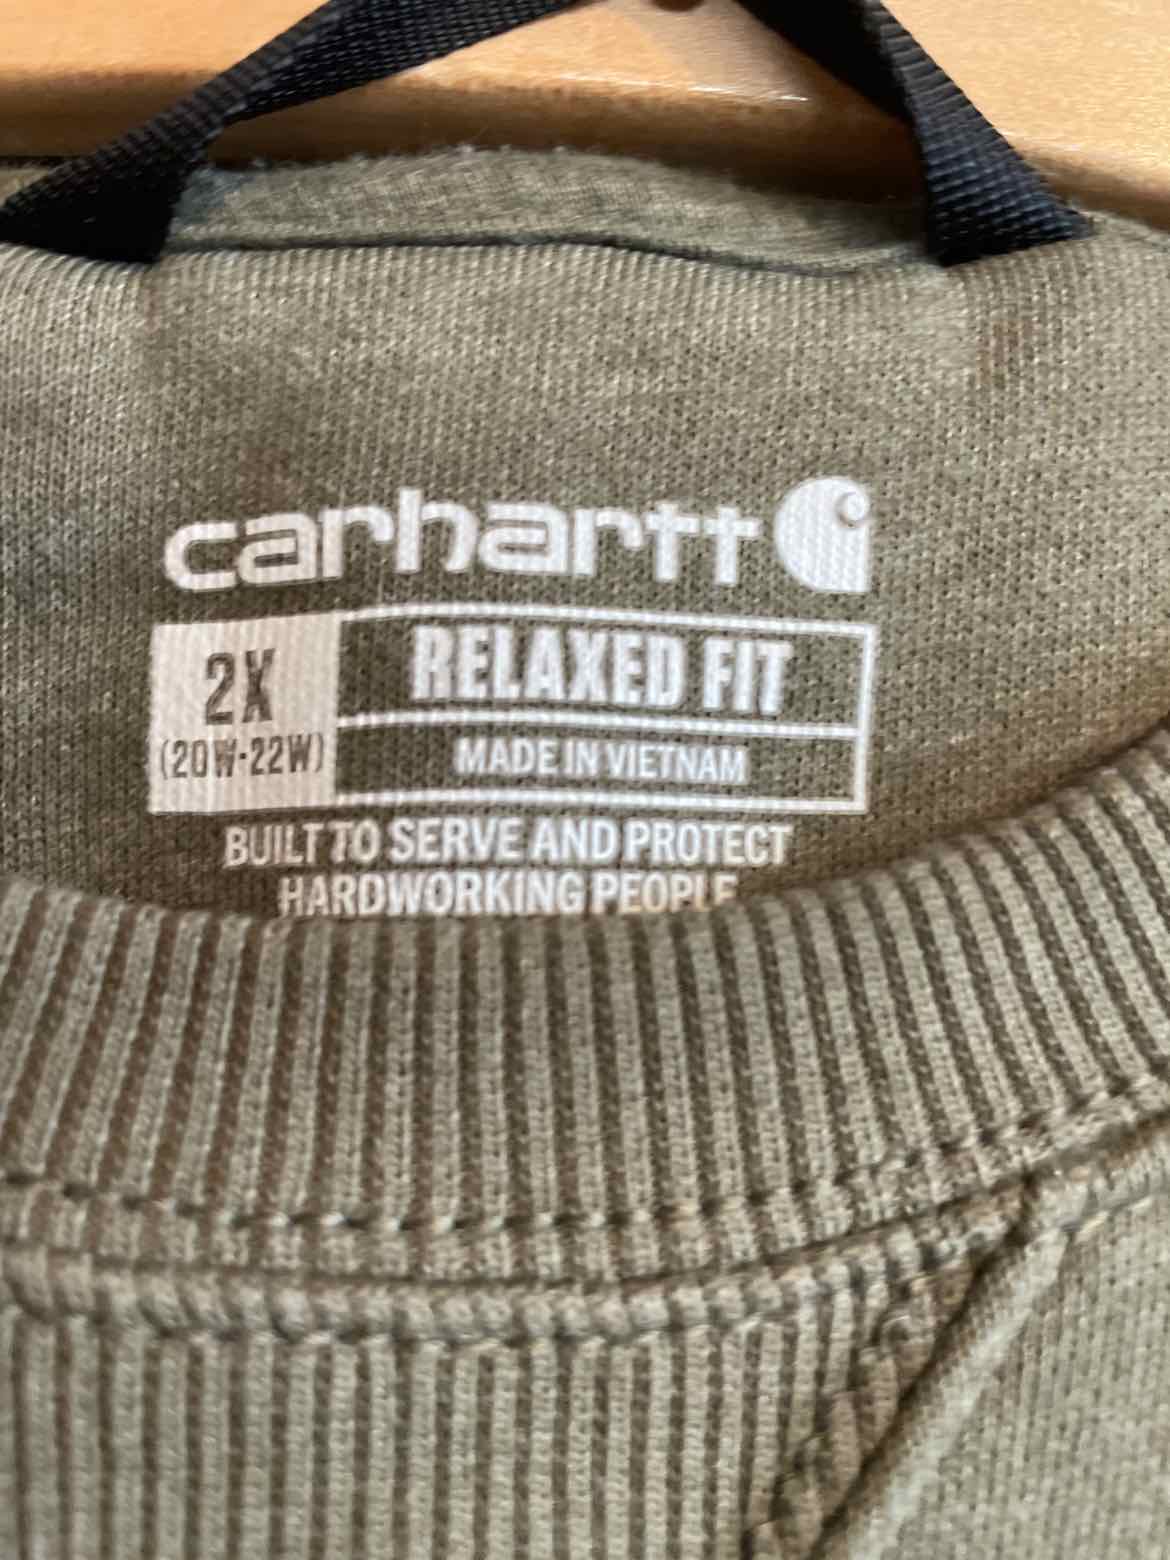 carhartt
2X
(20W-22W)
RELAXED FIT
MADE IN VIETNAM
BUILT TO SERVE AND PROTECT
HARDWORKING PEOPLE